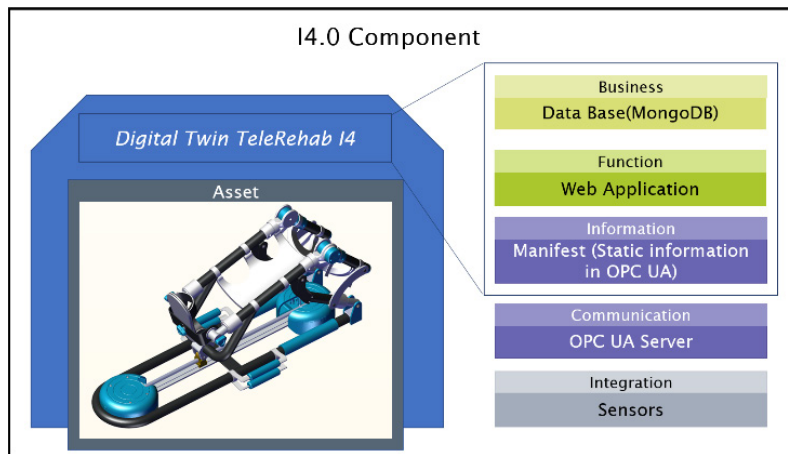 I4.0 Component
Digital Twin TeleRehab I4
Asset
Business
Data Base(MongoDB)
Function
Web Application
Information
Manifest (Static information
in OPC UA)
Communication
OPC UA Server
Integration
Sensors